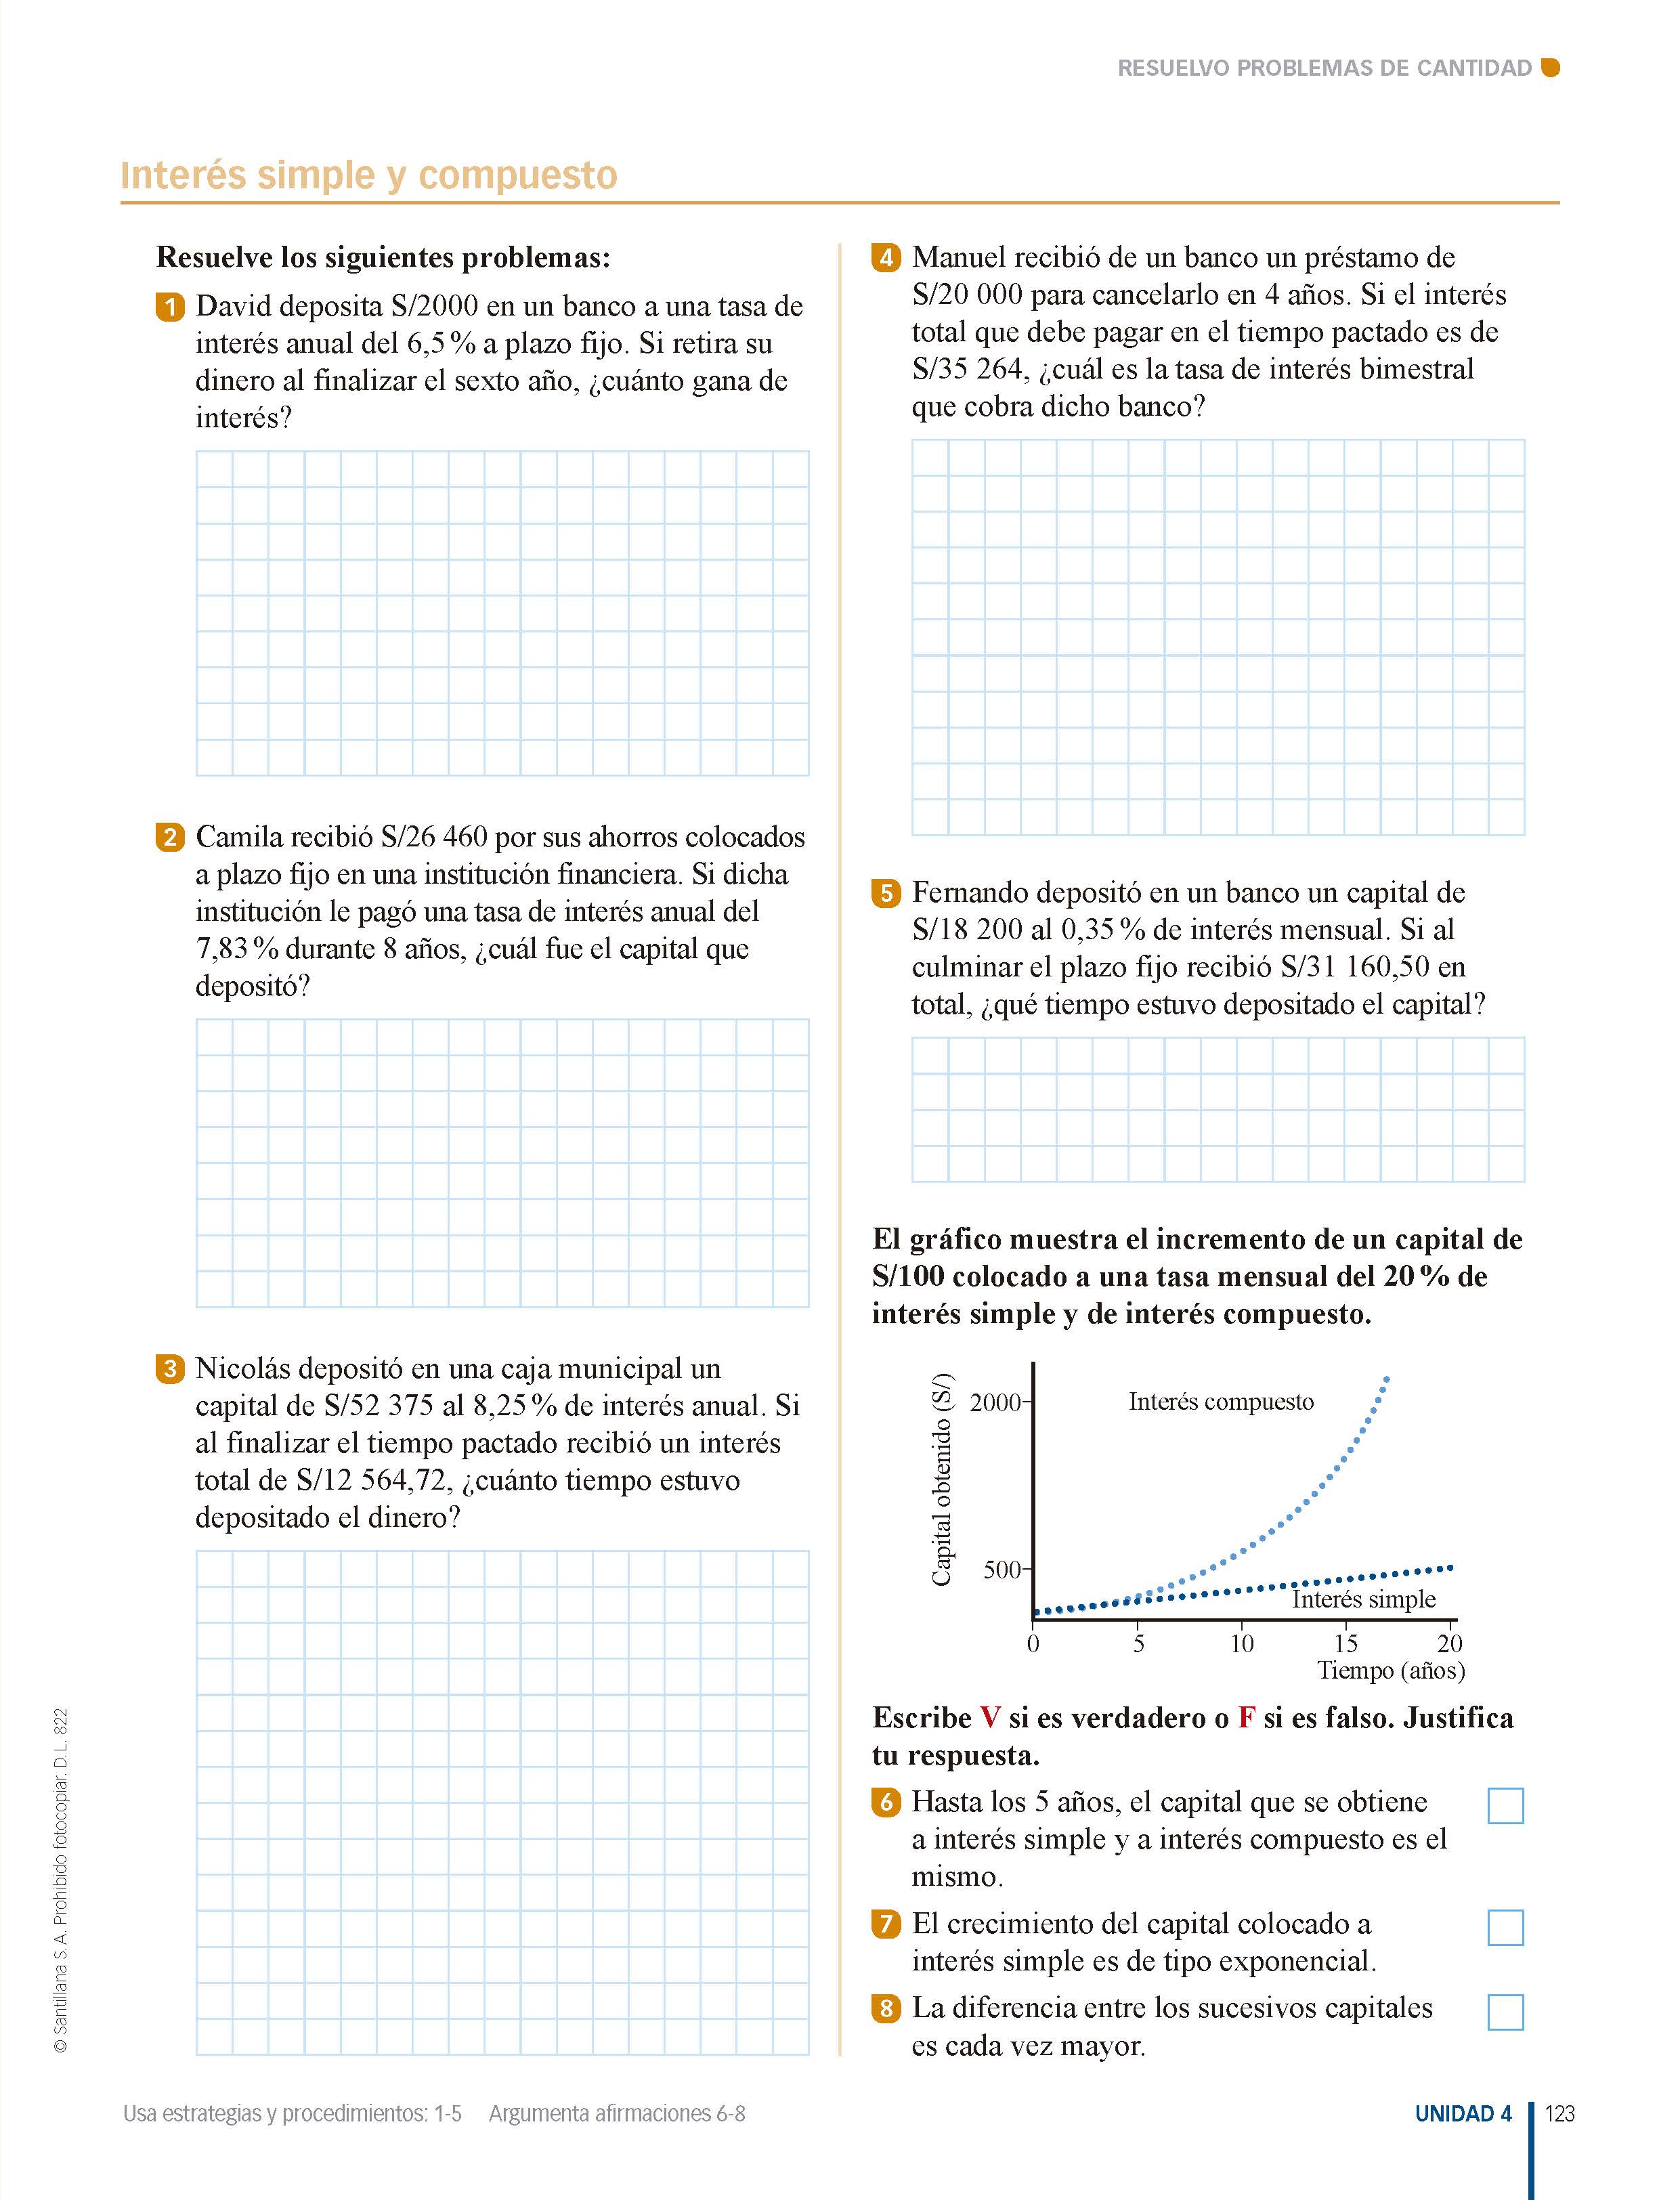 RESUELVO PROBLEMAS DE CANTIDAD
Interés simple y compuesto
Resuelve los siguientes problemas:
1 David deposita S/2000 en un banco a una tasa de
interés anual del 6,5 % a plazo fijo. Si retira su
dinero al finalizar el sexto año, ¿cuánto gana de
interés?
2 Camila recibió S/26 460 por sus ahorros colocados
a plazo fijo en una institución financiera. Si dicha
institución le pagó una tasa de interés anual del
7,83 % durante 8 años, ¿cuál fue el capital que
depositó?
3 Nicolás depositó en una caja municipal un
capital de S/52 375 al 8,25 % de interés anual. Si
al finalizar el tiempo pactado recibió un interés
total de S/12 564,72, ¿cuánto tiempo estuvo
depositado el dinero?
4 Manuel recibió de un banco un préstamo de
S/20 000 para cancelarlo en 4 años. Si el interés
total que debe pagar en el tiempo pactado es de
S/35 264, ¿cuál es la tasa de interés bimestral
que cobra dicho banco?
5 Fernando depositó en un banco un capital de
S/18 200 al 0,35 % de interés mensual. Si al
culminar el plazo fijo recibió S/31 160,50 en
total, ¿qué tiempo estuvo depositado el capital?
El gráfico muestra el incremento de un capital de
S/100 colocado a una tasa mensual del 20 % de
interés simple y de interés compuesto.
Capital obtenido (S/)
2000
Interés compuesto
500
Interés simple
0 5 10 15 20
Tiempo (años)
Escribe V si es verdadero o F si es falso. Justifica
tu respuesta.
6 Hasta los 5 años, el capital que se obtiene
a interés simple y a interés compuesto es el
mismo.
7 El crecimiento del capital colocado a
interés simple es de tipo exponencial.
8 La diferencia entre los sucesivos capitales
es cada vez mayor.
© Santillana S. A. Prohibido fotocopiar. D. L. 822
Usa estrategias y procedimientos: 1-5 Argumenta afirmaciones 6-8
UNIDAD 4 123